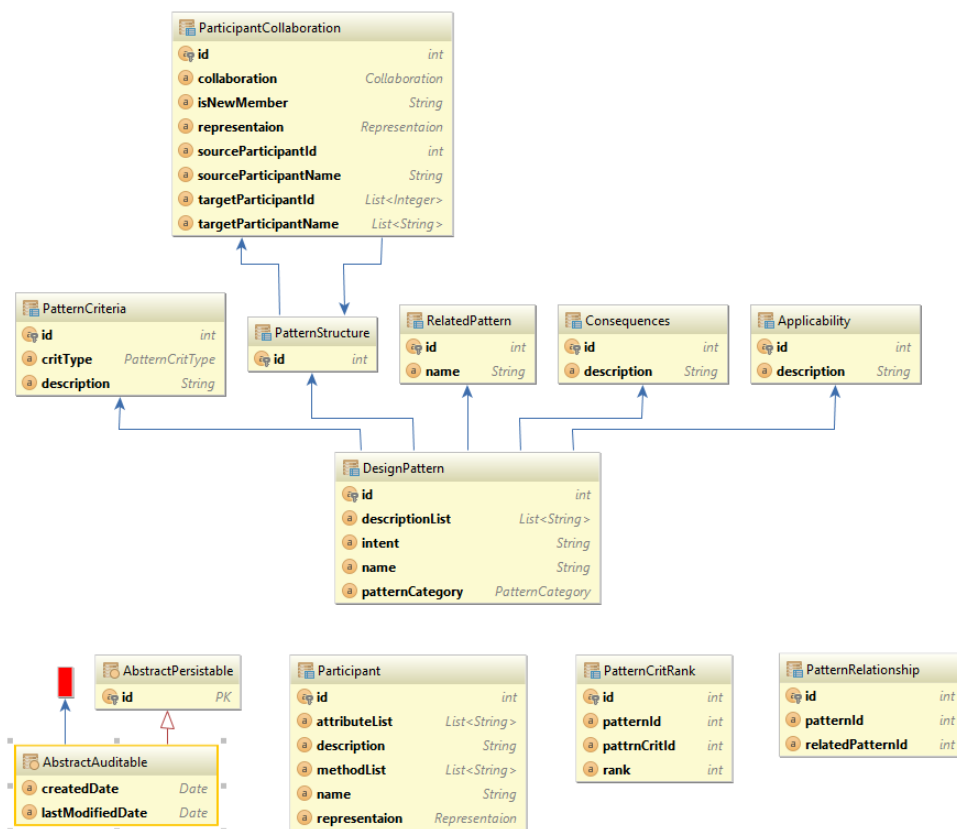 ParticipantCollaboration
id int
collaboration Collaboration
isNewMember String
representaion Representaion
sourceParticipantId int
sourceParticipantName String
targetParticipantId List<Integer>
targetParticipantName List<String>
PatternCriteria
id int
critType PatternCritType
description String
PatternStructure
id int
RelatedPattern
id int
name String
Consequences
id int
description String
Applicability
id int
description String
DesignPattern
id int
descriptionList List<String>
intent String
name String
patternCategory PatternCategory
AbstractPersistable
id PK
AbstractAuditable
createdDate Date
lastModifiedDate Date
Participant
id int
attributeList List<String>
description String
methodList List<String>
name String
representaion Representaion
PatternCritRank
id int
patternId int
pattrnCritId int
rank int
PatternRelationship
id int
patternId int
relatedPatternId int